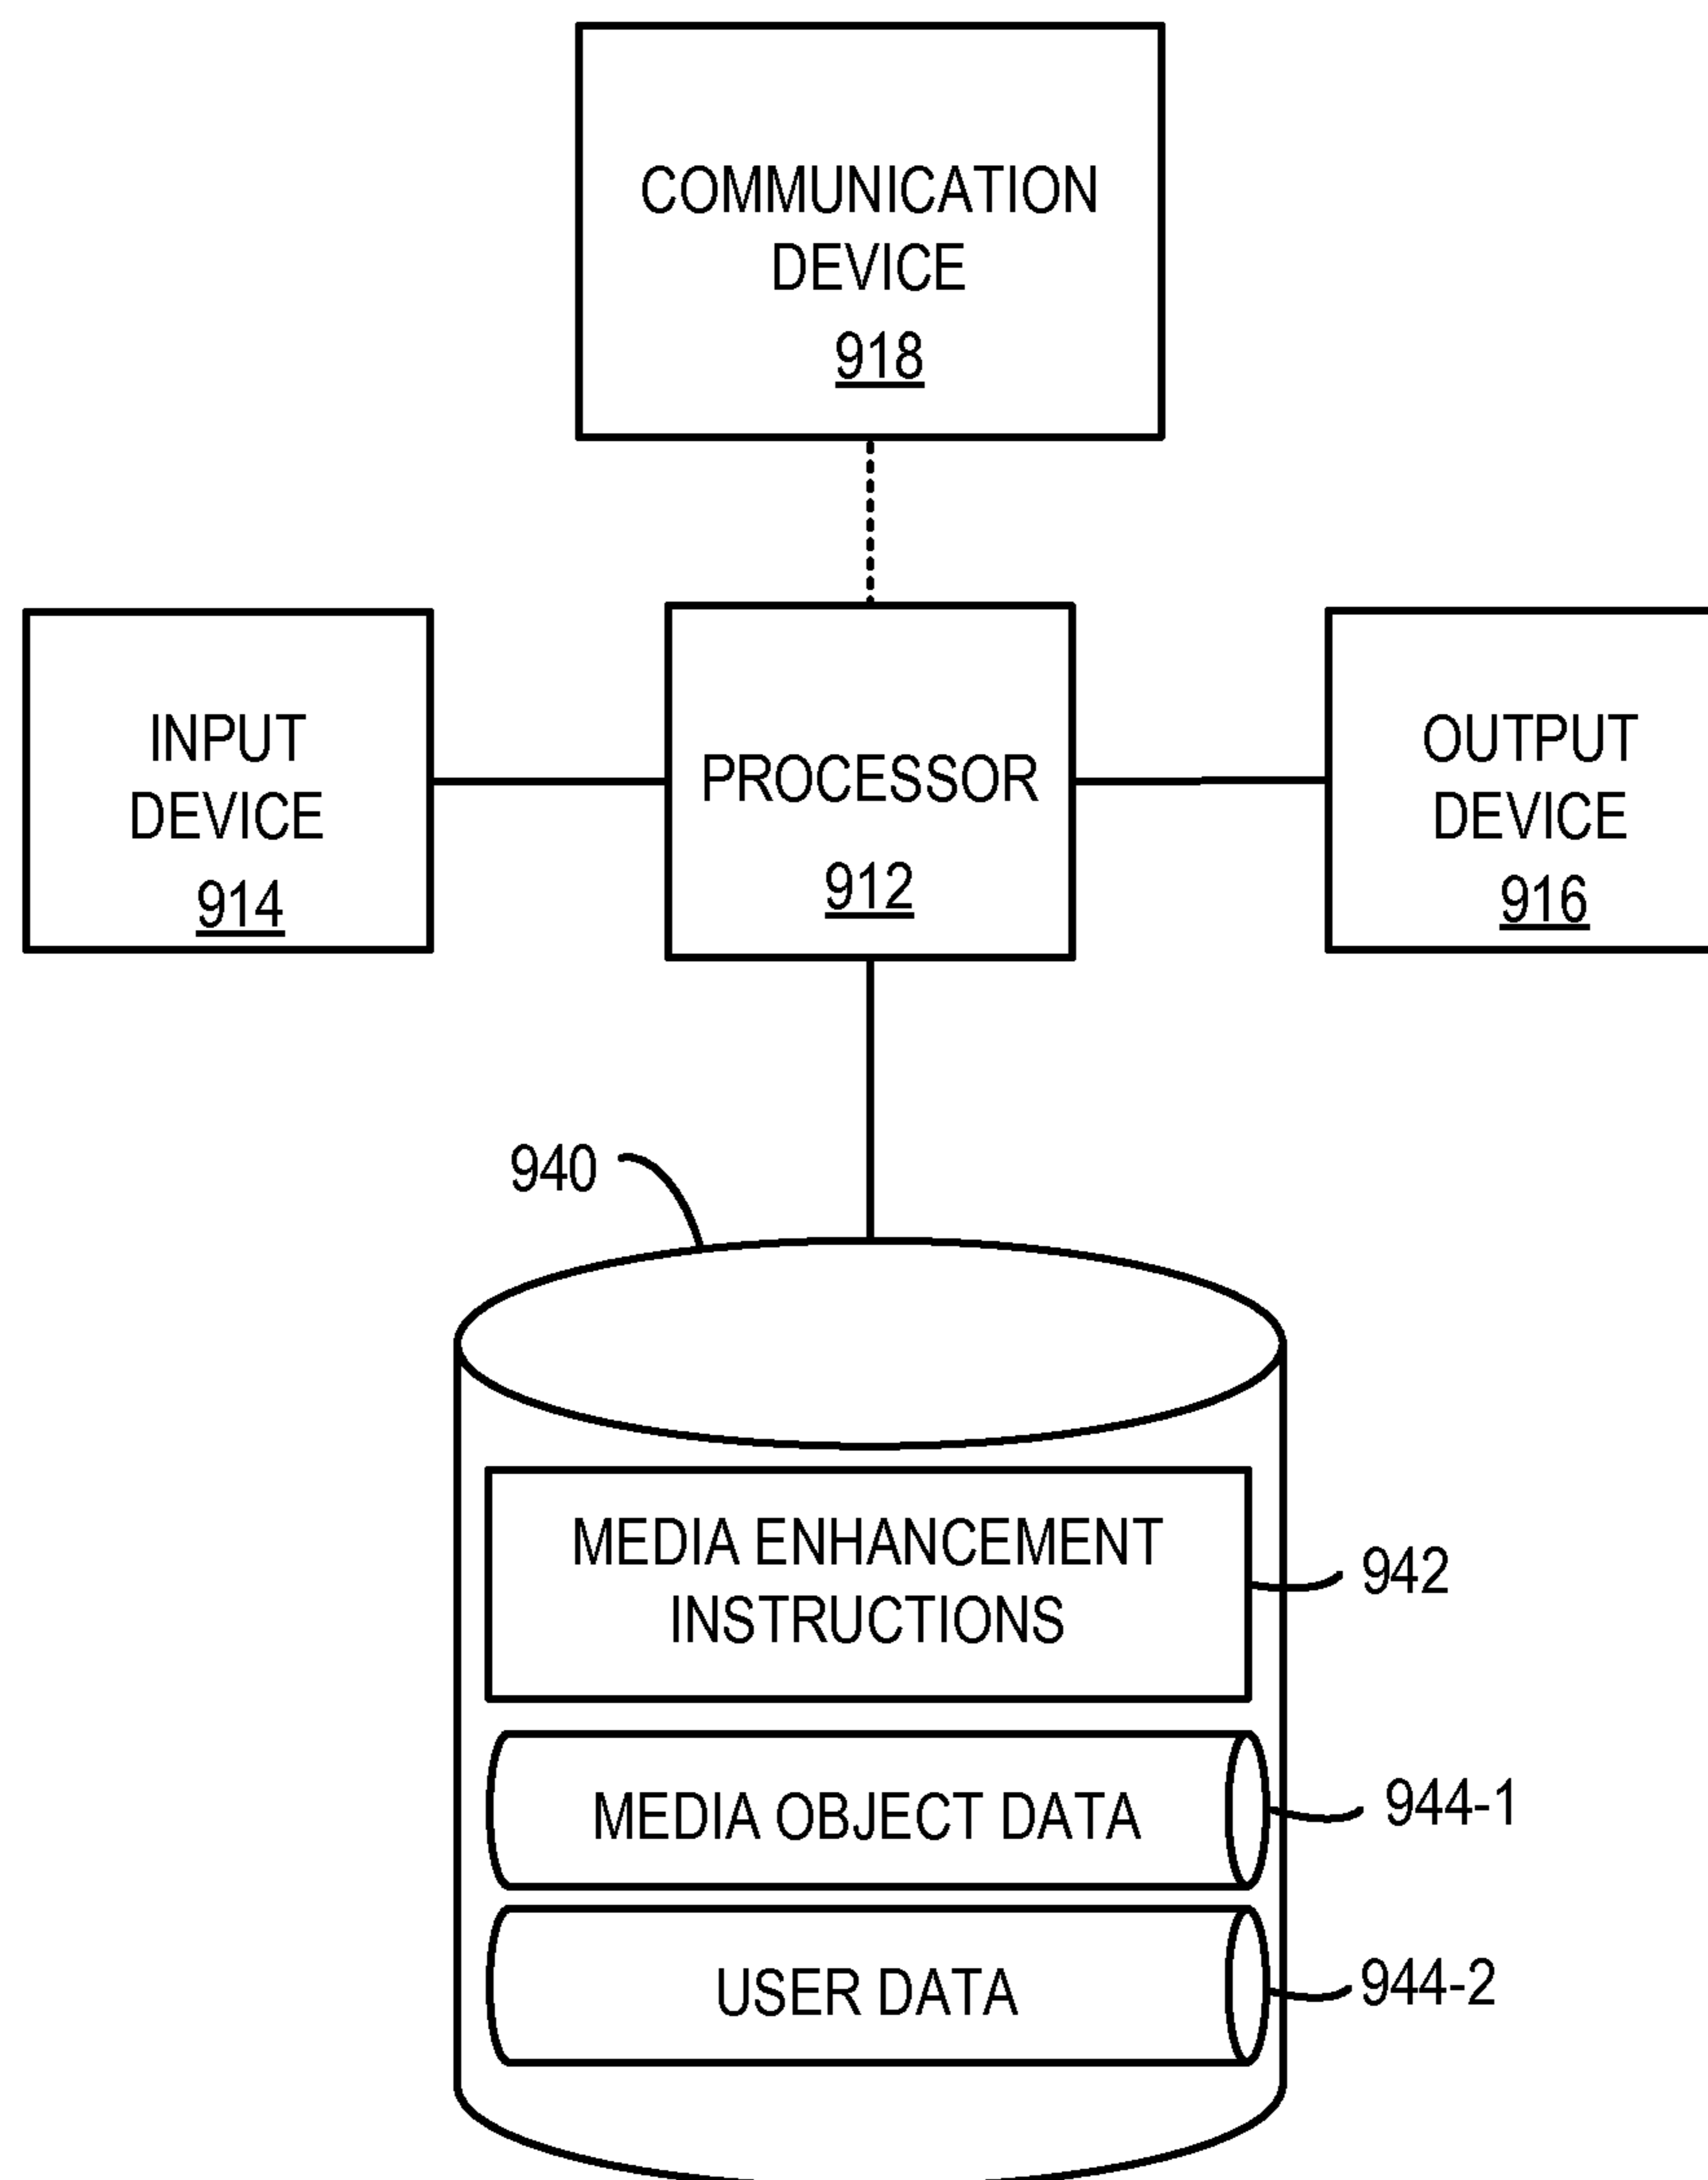 COMMUNICATION
DEVICE
918
INPUT
DEVICE
914
PROCESSOR
912
OUTPUT
DEVICE
916
940
MEDIA ENHANCEMENT
INSTRUCTIONS
942
MEDIA OBJECT DATA
944-1
USER DATA
944-2